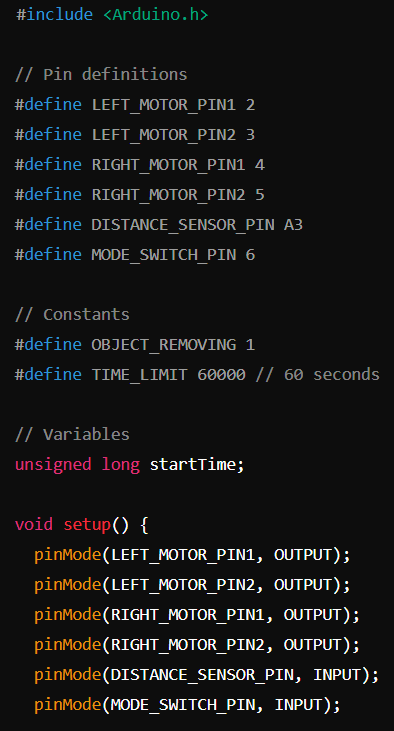 #include <Arduino.h>
// Pin definitions
#define LEFT_MOTOR_PIN1 2
#define LEFT_MOTOR_PIN2 3
#define RIGHT_MOTOR_PIN1 4
#define RIGHT_MOTOR_PIN2 5
#define DISTANCE_SENSOR_PIN A3
#define MODE_SWITCH_PIN 6
// Constants
#define OBJECT_REMOVING 1
#define TIME_LIMIT 60000 // 60 seconds
// Variables
unsigned long startTime;
void setup() {
  pinMode(LEFT_MOTOR_PIN1, OUTPUT);
  pinMode(LEFT_MOTOR_PIN2, OUTPUT);
  pinMode(RIGHT_MOTOR_PIN1, OUTPUT);
  pinMode(RIGHT_MOTOR_PIN2, OUTPUT);
  pinMode(DISTANCE_SENSOR_PIN, INPUT);
  pinMode(MODE_SWITCH_PIN, INPUT);